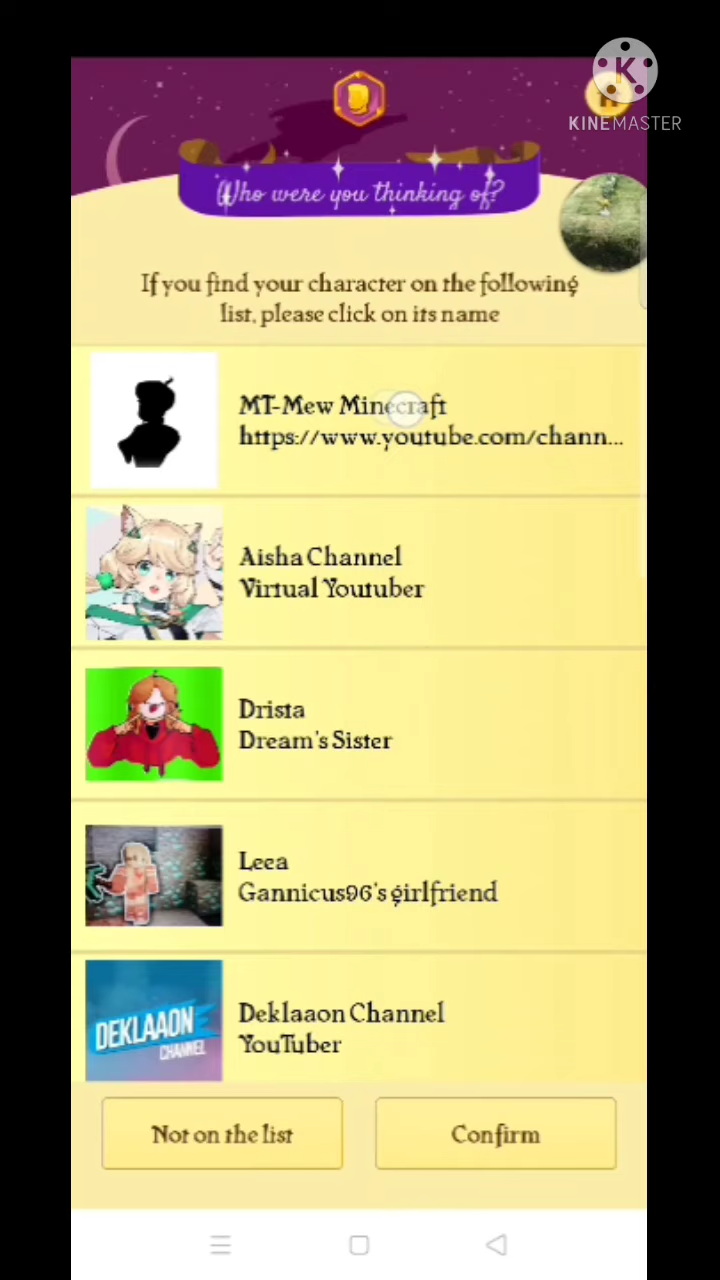 KINEMASTER
Who were you thinking of?
If you find your character on the following
list, please click on its name
MT-Mew Minecraft
https://www.youtube.com/chann...
Aisha Channel
Virtual Youtuber
Drista
Dream's Sister
Leea
Gannicus96's girlfriend
DEKLAAON
CHANNEL
Deklaaon Channel
YouTuber
Not on the list
Confirm